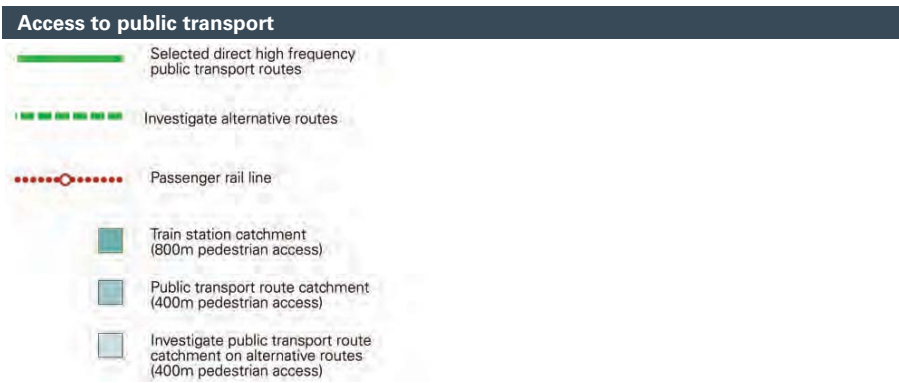 Access to public transport
Selected direct high frequency
public transport routes
Investigate alternative routes
Passenger rail line
Train station catchment
(800m pedestrian access)
Public transport route catchment
(400m pedestrian access)
Investigate public transport route
catchment on alternative routes
(400m pedestrian access)